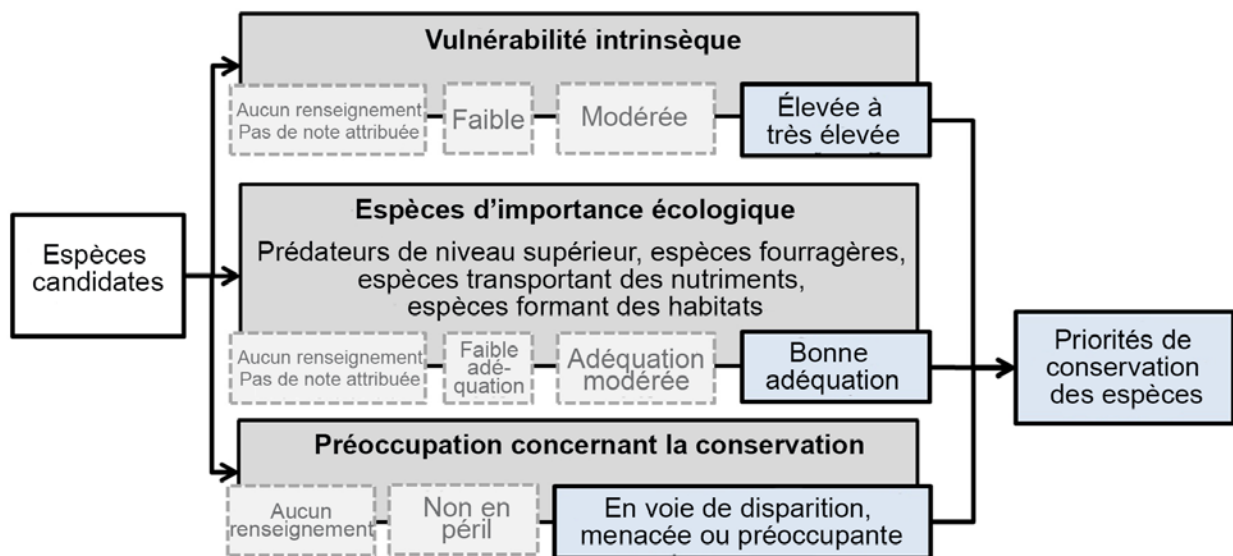 Vulnérabilité intrinsèque
Aucun renseignement
Pas de note attribuée
Faible
Modérée
Élevée à
très élevée
Espèces
candidates
Espèces d’importance écologique
Prédateurs de niveau supérieur, espèces fourragères,
espèces transportant des nutriments,
espèces formant des habitats
Aucun renseignement
Pas de note attribuée
Faible
adé-
quation
Adéquation
modérée
Bonne
adéquation
Priorités de
conservation
des espèces
Préoccupation concernant la conservation
Aucun
renseignement
Non en
péril
En voie de disparition,
menacée ou préoccupante